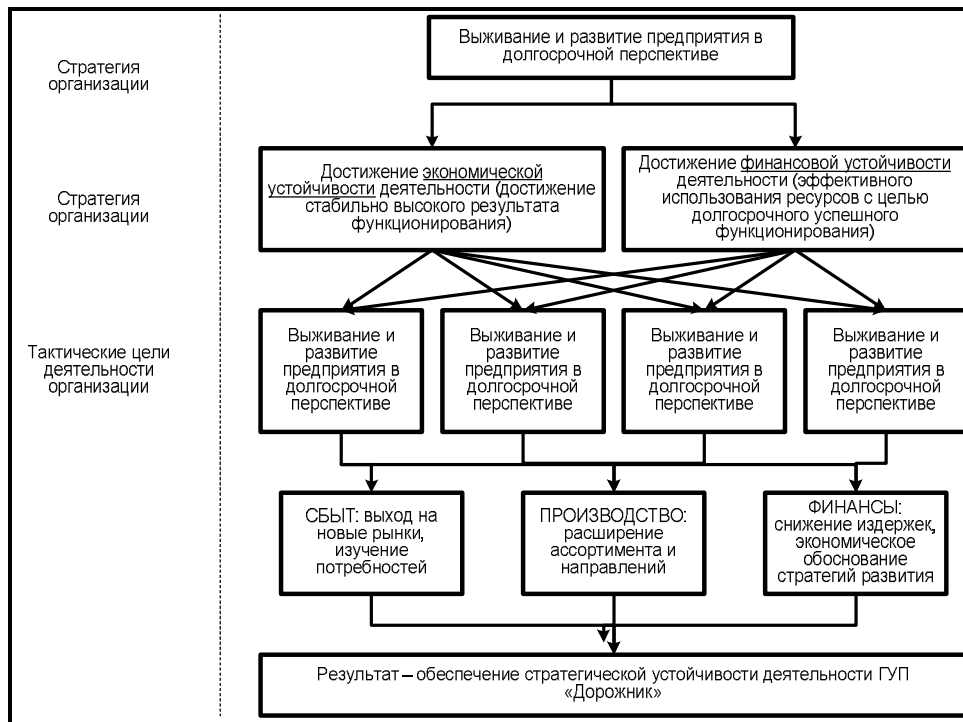 Выживание и развитие предприятия в
долгосрочной перспективе
Стратегия
организации
Достижение экономической
устойчивости деятельности (достижение
стабильно высокого результата
функционирования)
Достижение финансовой устойчивости
деятельности (эффективного
использования ресурсов с целью
долгосрочного успешного
функционирования)
Стратегия
организации
Выживание и
развитие
предприятия в
долгосрочной
перспективе
Выживание и
развитие
предприятия в
долгосрочной
перспективе
Выживание и
развитие
предприятия в
долгосрочной
перспективе
Выживание и
развитие
предприятия в
долгосрочной
перспективе
Тактические цели
деятельности
организации
СБЫТ: выход на
новые рынки,
изучение
потребностей
ПРОИЗВОДСТВО:
расширение
ассортимента и
направлений
ФИНАНСЫ:
снижение издержек,
экономическое
обоснование
стратегий развития
Результат – обеспечение стратегической устойчивости деятельности ГУП
«Дорожник»